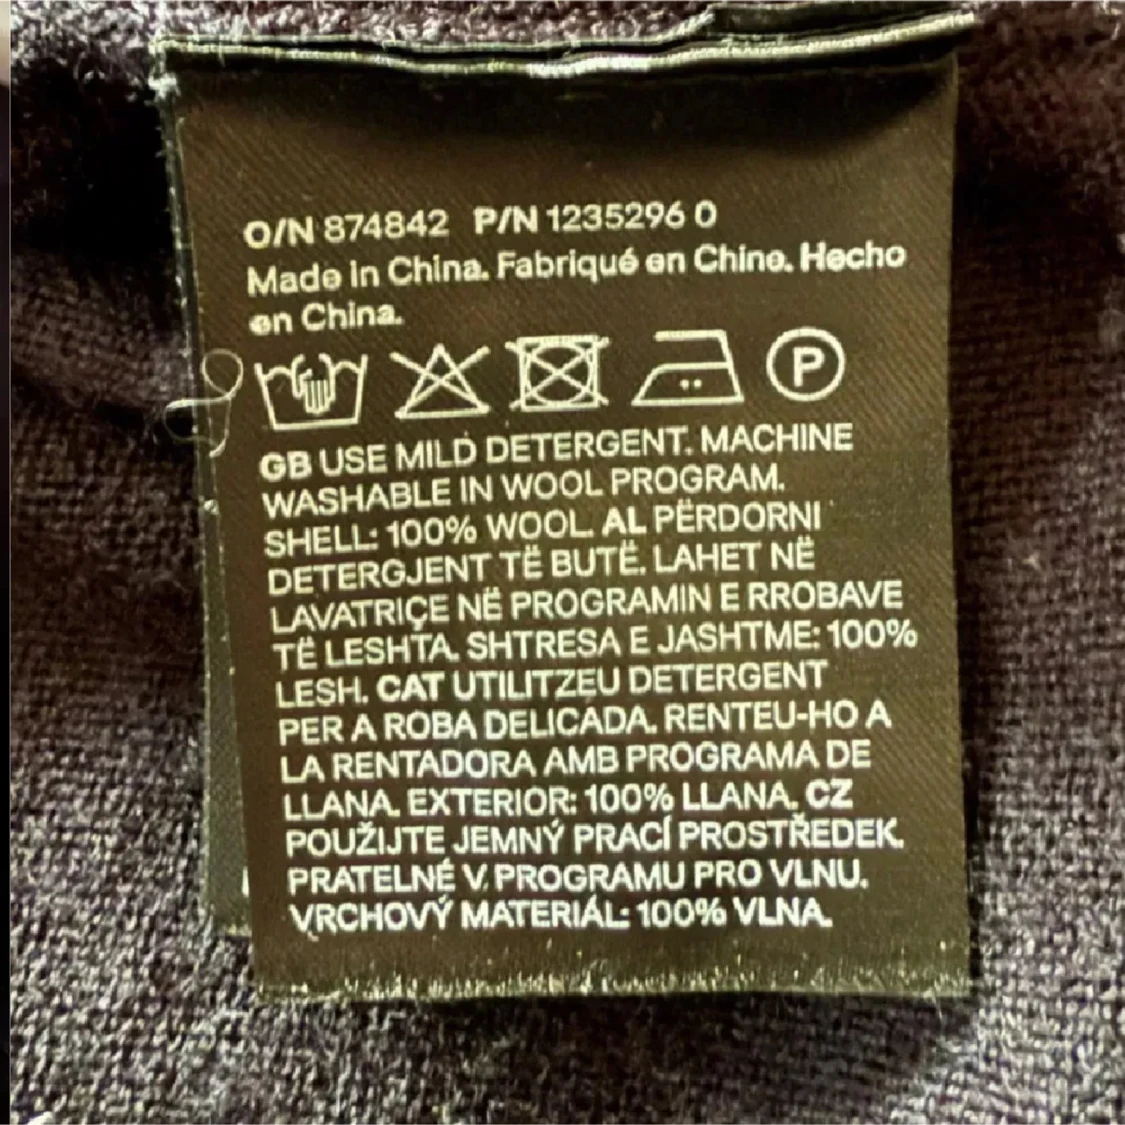 O/N 874842 P/N 1235296 0
Made in China. Fabriqué en Chine. Hecho
en China.
P
GB USE MILD DETERGENT. MACHINE
WASHABLE IN WOOL PROGRAM.
SHELL: 100% WOOL. AL PËRDORNI
DETERGJENT TË BUTË. LAHET NË
LAVATRIÇE NË PROGRAMIN E RROBAVE
TË LESHTA. SHTRESA E JASHTME: 100%
LESH. CAT UTILITZEU DETERGENT
PER A ROBA DELICADA. RENTEU-HO A
LA RENTADORA AMB PROGRAMA DE
LLANA. EXTERIOR: 100% LLANA. CZ
POUŽIJTE JEMNÝ PRACÍ PROSTŘEDEK.
PRATELNÉ V PROGRAMU PRO VLNU.
VRCHOVÝ MATERIÁL: 100% VLNA.